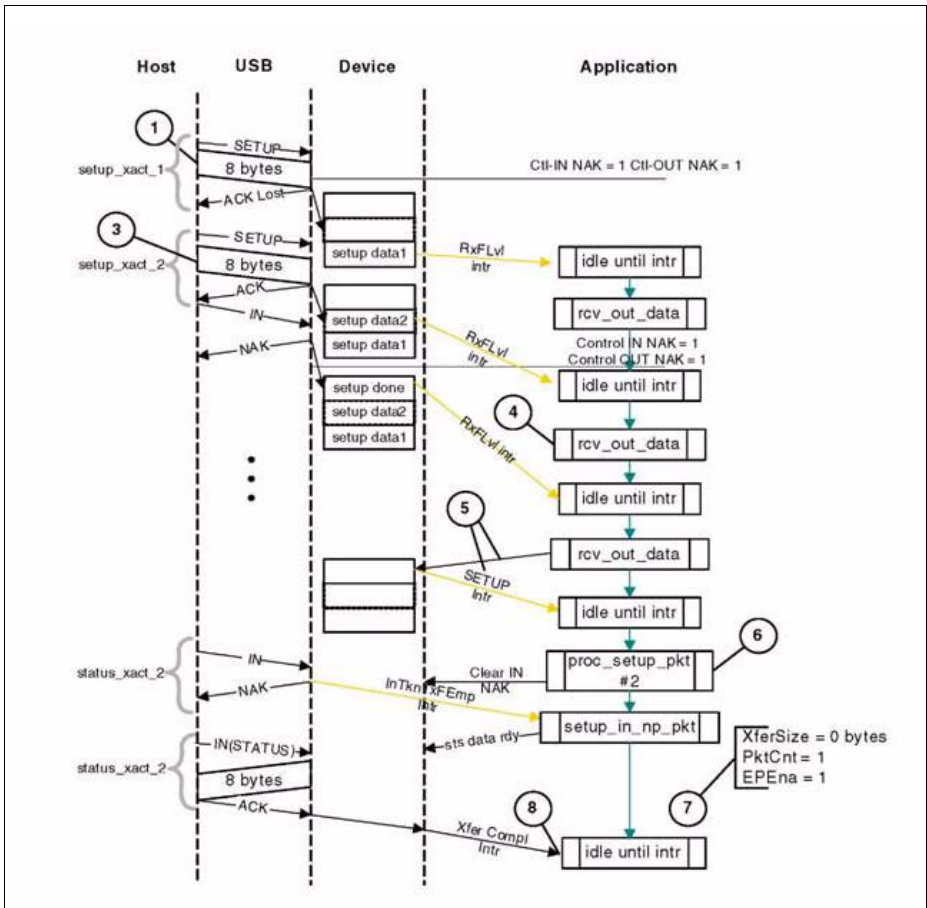 Host USB Device Application
1
SETUP
8 bytes
setup_xact_1
ACK Lost
Ctl-IN NAK = 1 Ctl-OUT NAK = 1
3
SETUP
8 bytes
setup_xact_2
ACK
IN
NAK
setup data1
RxFLvl
intr
idle until intr
setup data2
setup data1
rcv_out_data
RxFLvl
intr
Control IN NAK = 1
Control OUT NAK = 1
idle until intr
setup done
setup data2
setup data1
RxFLvl intr
4
rcv_out_data
idle until intr
5
rcv_out_data
SETUP
Intr
idle until intr
6
status_xact_2
IN
NAK
Clear IN
NAK
proc_setup_pkt
#2
InTknTxFEmp
Intr
setup_in_np_pkt
sts data rdy
XferSize = 0 bytes
PktCnt = 1
EPEna = 1
7
status_xact_2
IN(STATUS)
8 bytes
ACK
Xfer Compl
Intr
8
idle until intr